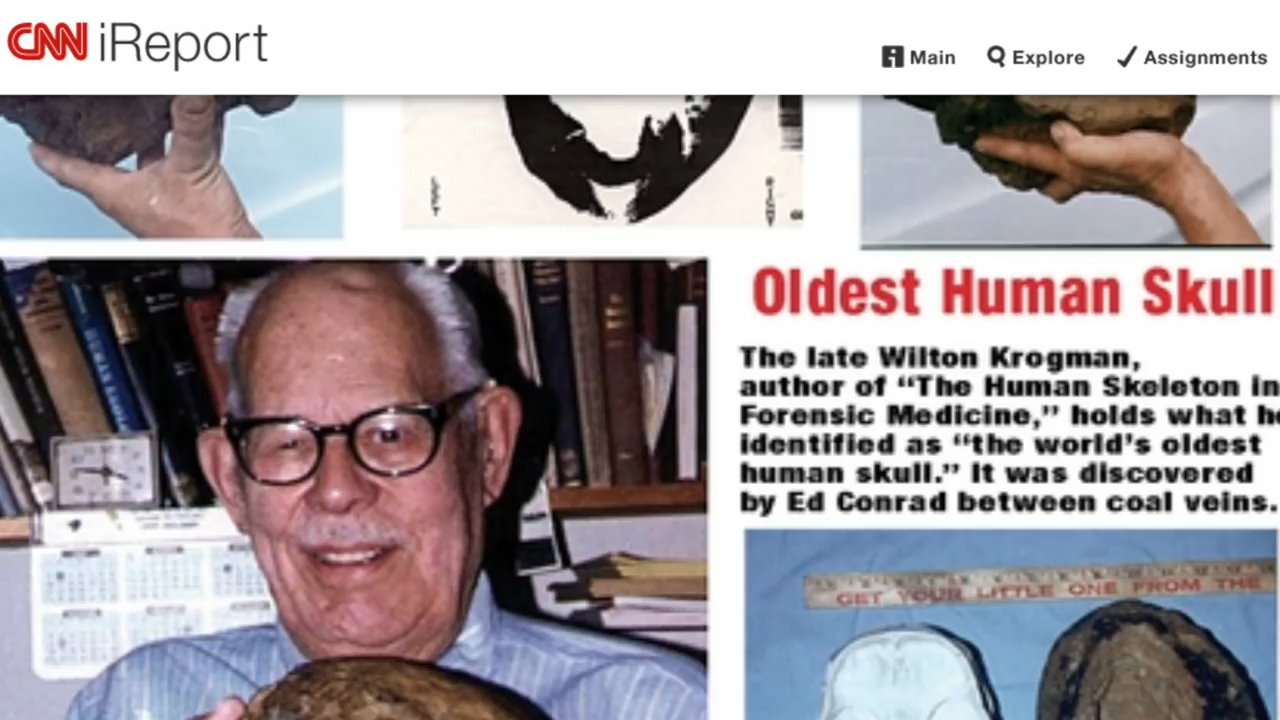 CNN iReport
Main
Explore
Assignments
Oldest Human Skull
The late Wilton Krogman,
author of “The Human Skeleton in
Forensic Medicine,” holds what
identified as “the world’s oldest
human skull.” It was discovered
by Ed Conrad between coal veins.
GET YOUR LITTLE ONE FROM THE